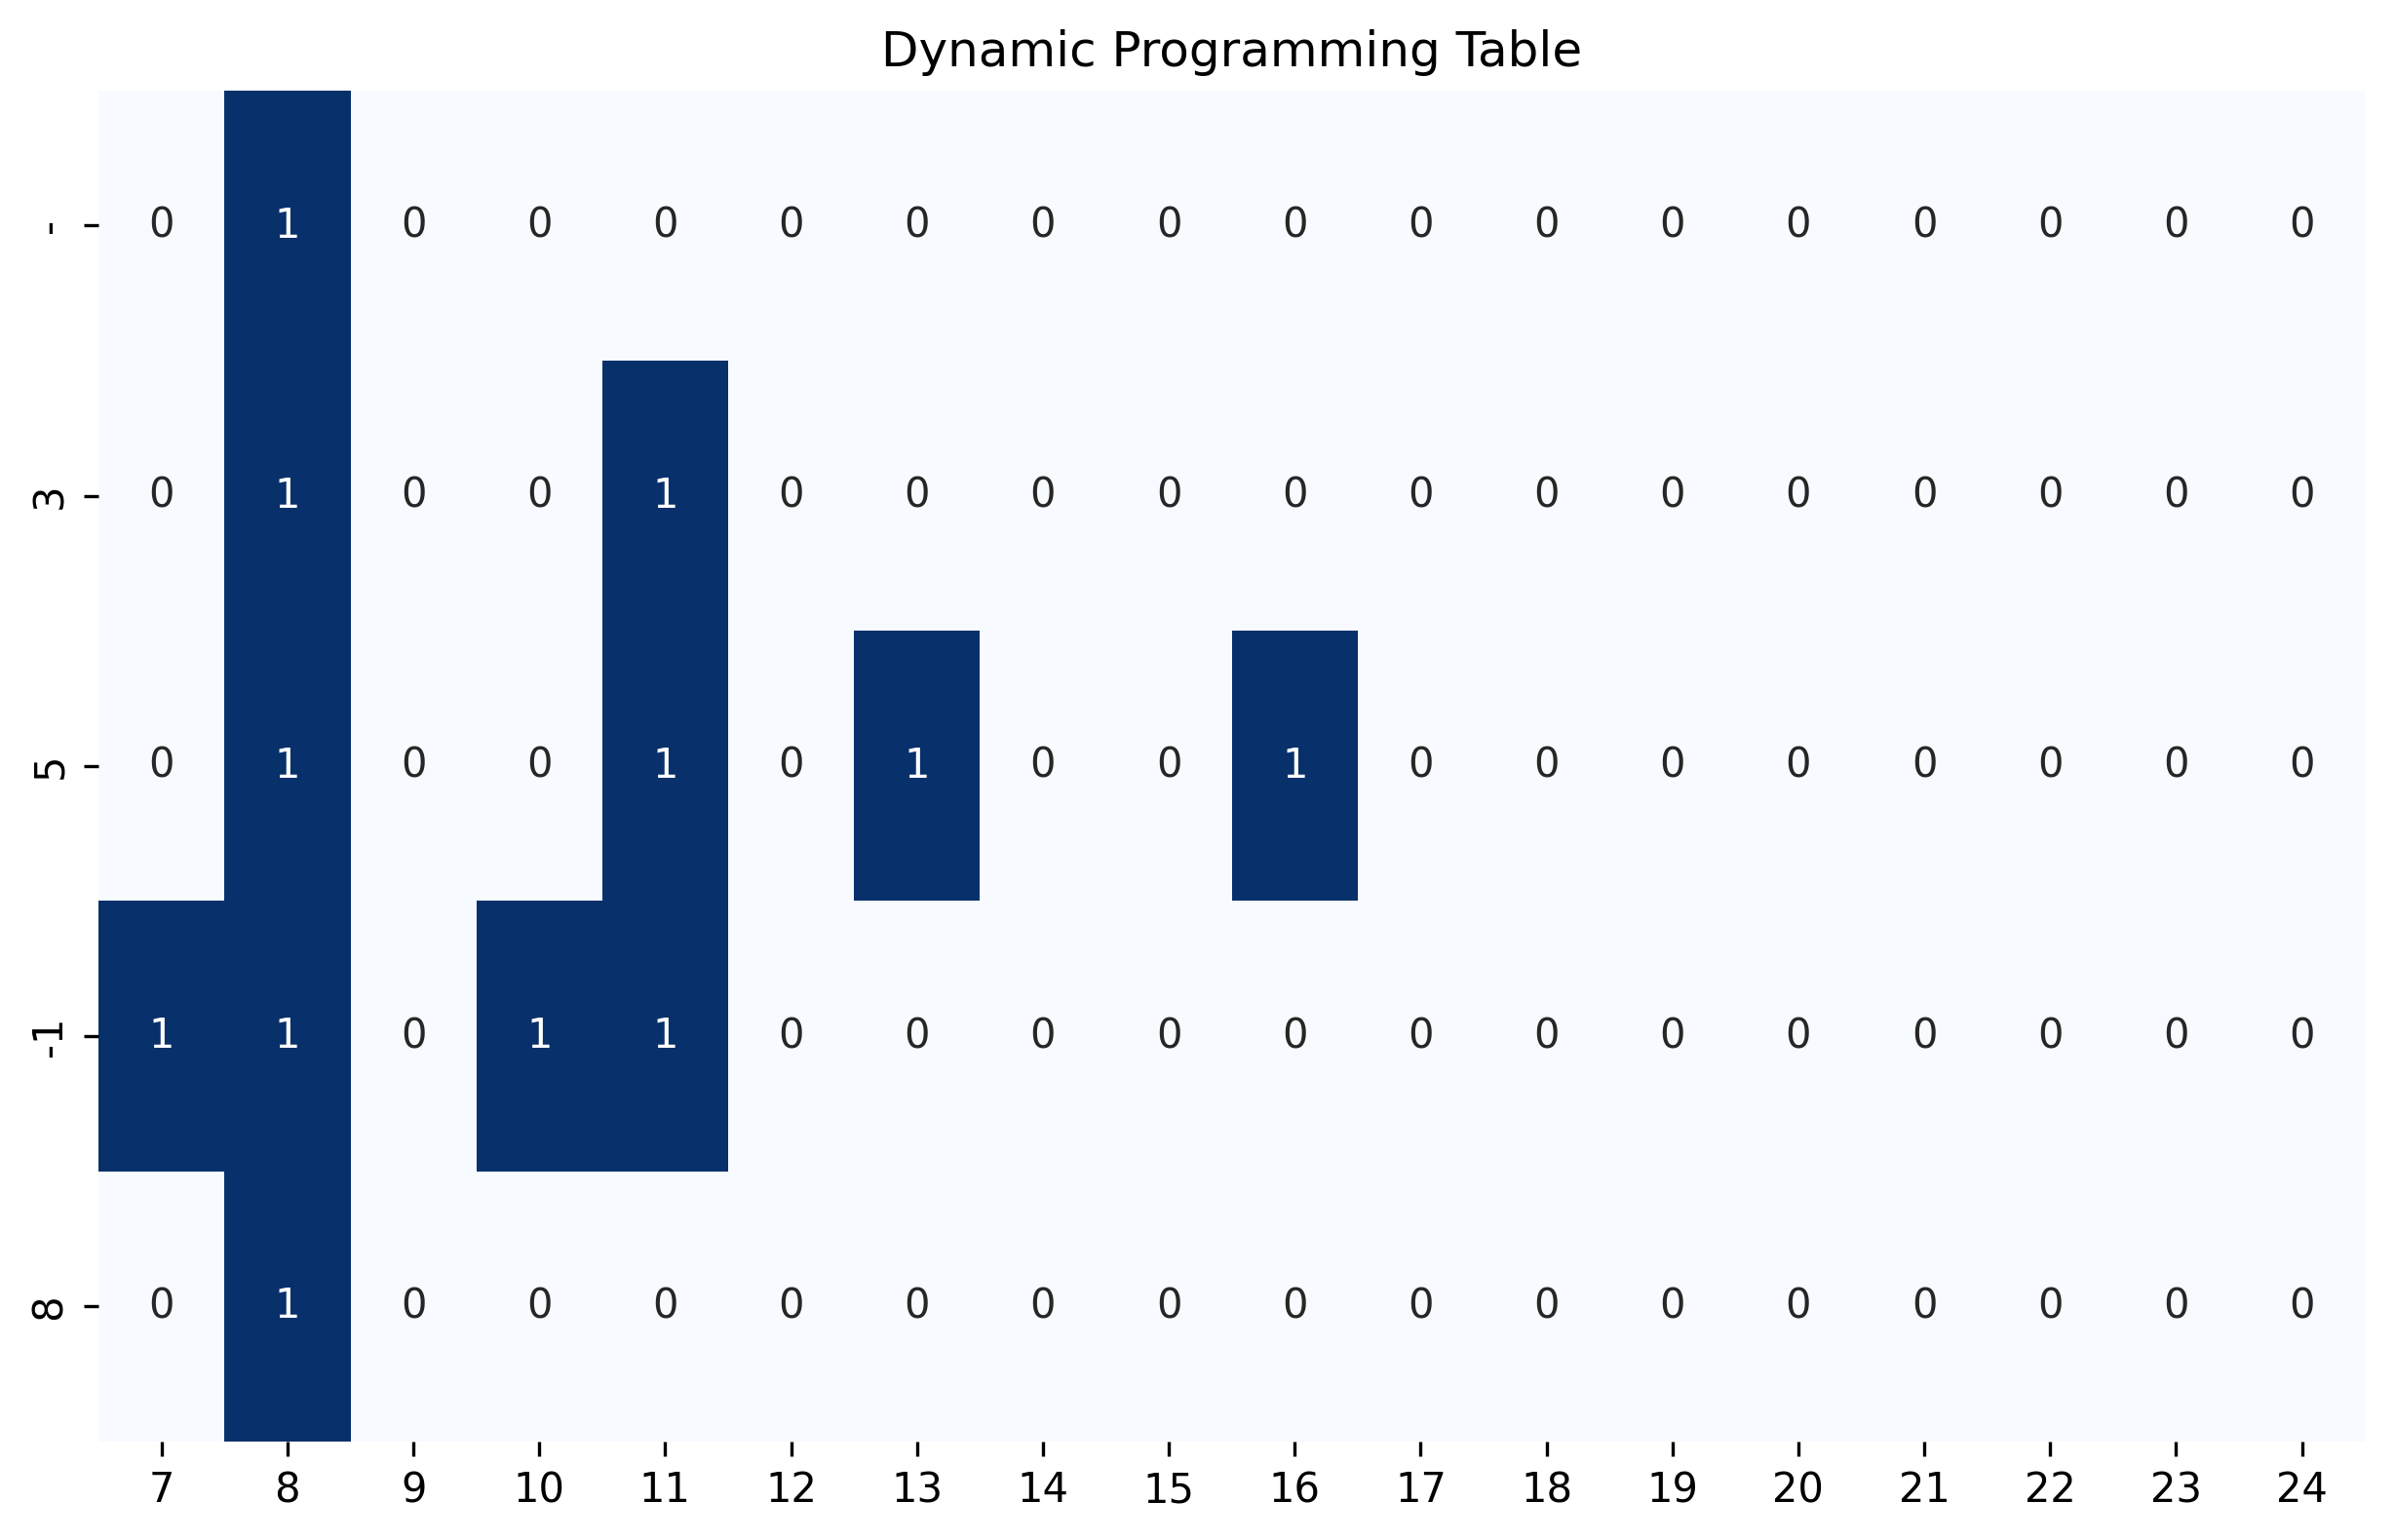 Dynamic Programming Table
- 0 1 0 0 0 0 0 0 0 0 0 0 0 0 0 0 0 0
3 0 1 0 0 1 0 0 0 0 0 0 0 0 0 0 0 0 0
5 0 1 0 0 1 0 1 0 0 1 0 0 0 0 0 0 0 0
-1 1 1 0 1 1 0 0 0 0 0 0 0 0 0 0 0 0 0
8 0 1 0 0 0 0 0 0 0 0 0 0 0 0 0 0 0 0
7 8 9 10 11 12 13 14 15 16 17 18 19 20 21 22 23 24